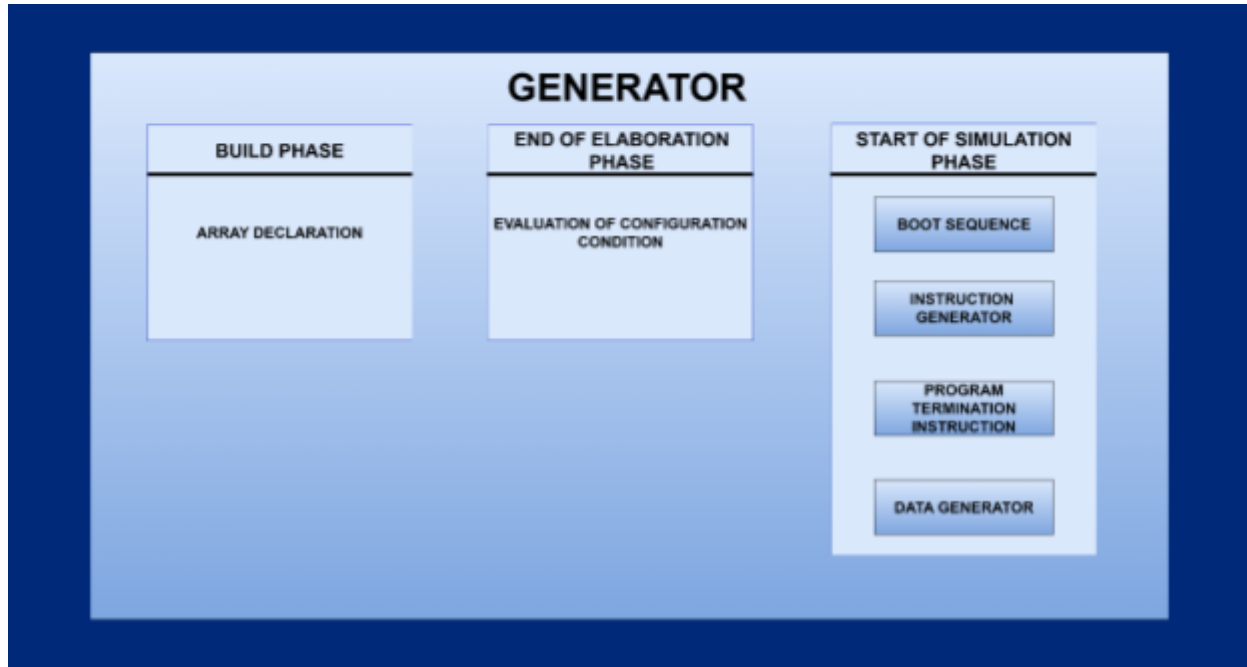 GENERATOR
BUILD PHASE
ARRAY DECLARATION
END OF ELABORATION
PHASE
EVALUATION OF CONFIGURATION
CONDITION
START OF SIMULATION
PHASE
BOOT SEQUENCE
INSTRUCTION
GENERATOR
PROGRAM
TERMINATION
INSTRUCTION
DATA GENERATOR